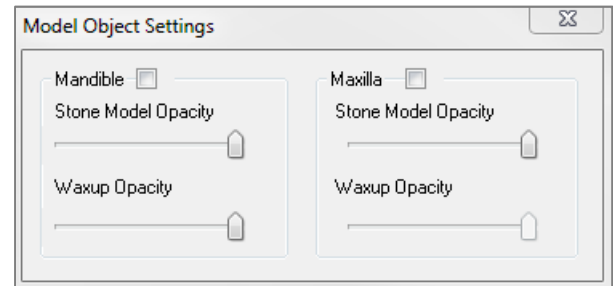 Model Object Settings
Mandible
Stone Model Opacity
Waxup Opacity
Maxilla
Stone Model Opacity
Waxup Opacity